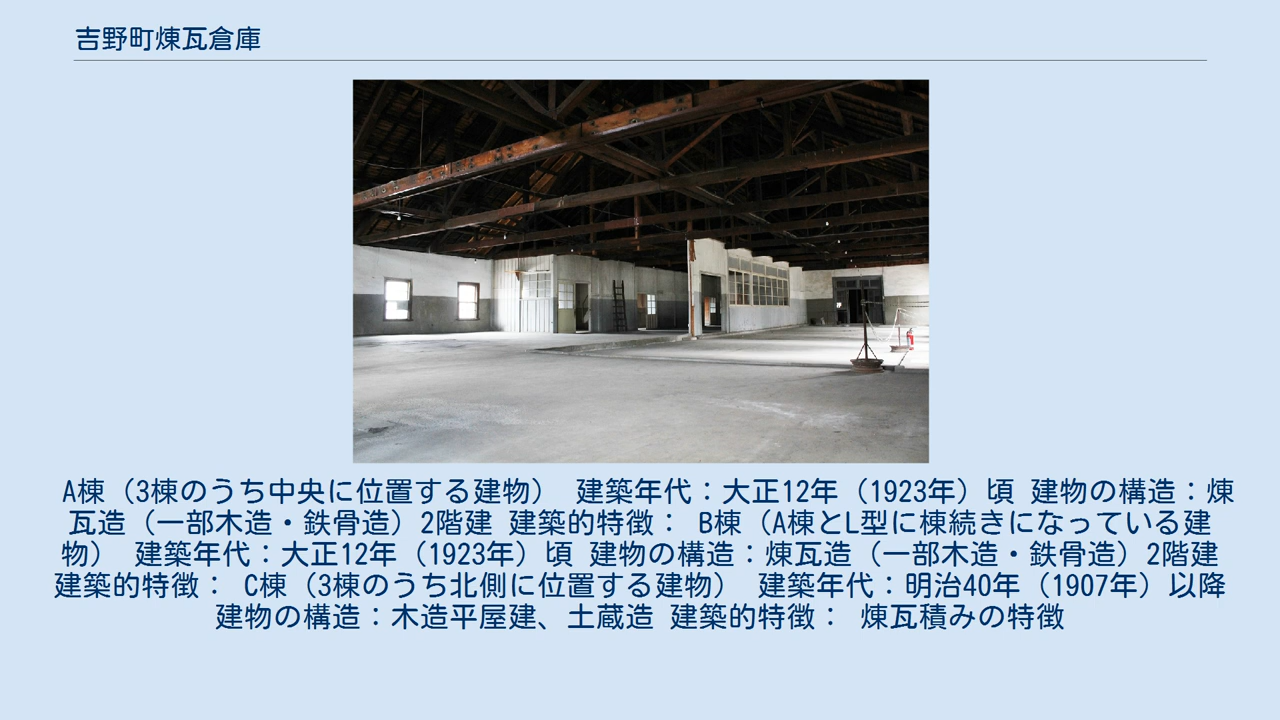 吉野町煉瓦倉庫
A棟（3棟のうち中央に位置する建物） 建築年代：大正12年（1923年）頃 建物の構造：煉
瓦造（一部木造・鉄骨造）2階建 建築的特徴： B棟（A棟とL型に棟続きになっている建
物） 建築年代：大正12年（1923年）頃 建物の構造：煉瓦造（一部木造・鉄骨造）2階建
建築的特徴： C棟（3棟のうち北側に位置する建物） 建築年代：明治40年（1907年）以降
建物の構造：木造平屋建、土蔵造 建築的特徴： 煉瓦積みの特徴